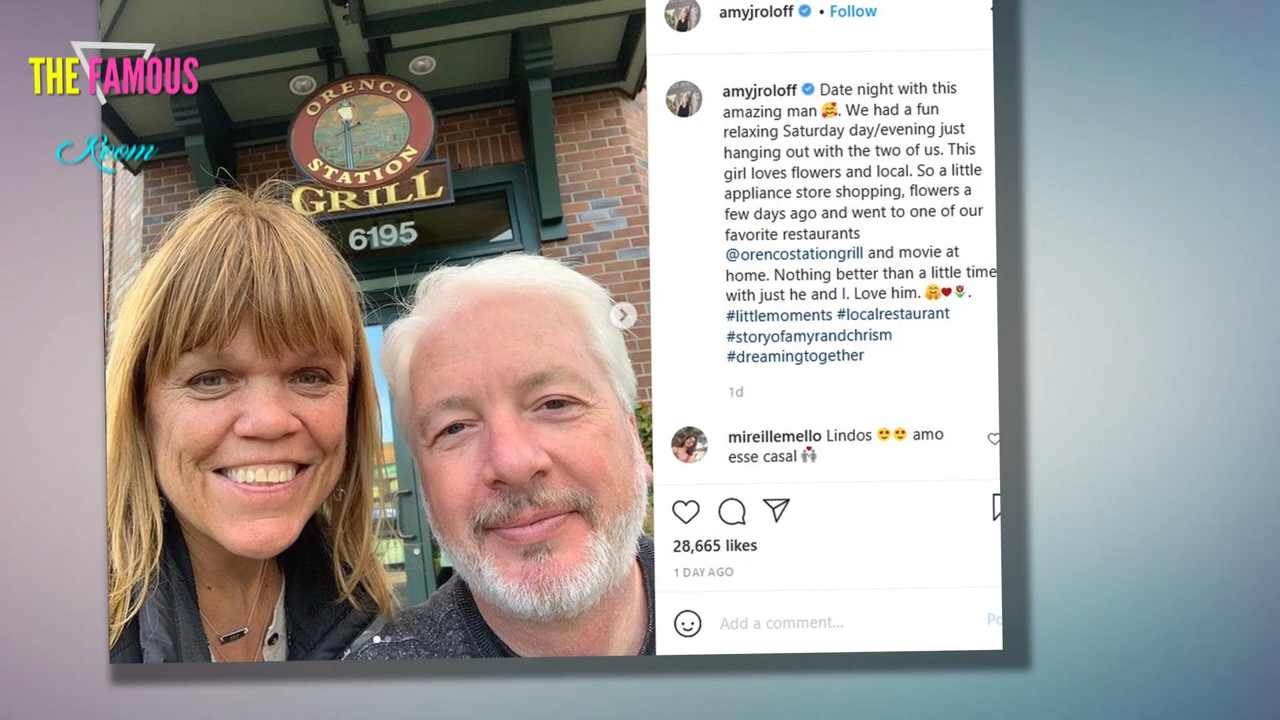 THE FAMOUS
Room
ORENCO
STATION
GRILL
6195
amyjroloff • Follow
amyjroloff Date night with this
amazing man 🥰. We had a fun
relaxing Saturday day/evening just
hanging out with the two of us. This
girl loves flowers and local. So a little
appliance store shopping, flowers a
few days ago and went to one of our
favorite restaurants
@orencostationgrill and movie at
home. Nothing better than a little time
with just he and I. Love him. 🤗❤️🌷.
#littlemoments #localrestaurant
#storyofamyrandchrism
#dreamingtogether
1d
mireillemello Lindos 😍😍 amo
esse casal 💑
28,665 likes
1 DAY AGO
Add a comment...